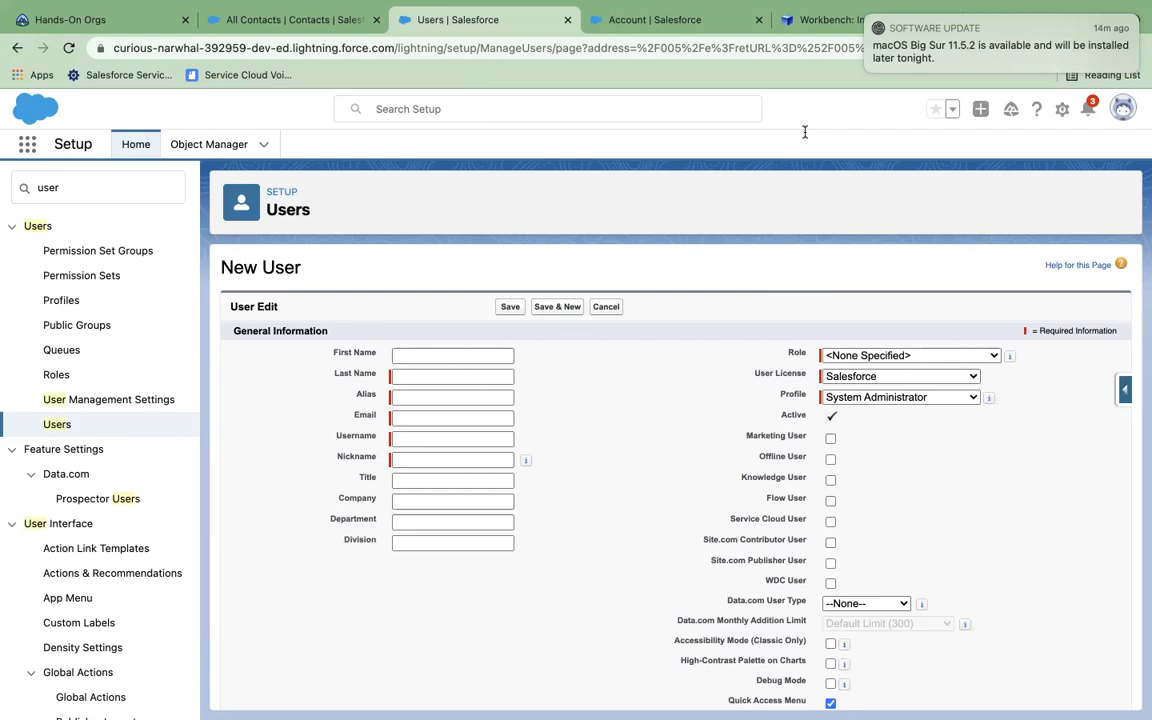 Hands-On Orgs
All Contacts | Contacts | Sales
Users | Salesforce
Account | Salesforce
Workbench: In
SOFTWARE UPDATE
14m ago
macOS Big Sur 11.5.2 is available and will be installed
later tonight.
curious-narwhal-392959-dev-ed.lightning.force.com/lightning/setup/ManageUsers/page?address=%2F005%2Fe%3FretURL%3D%252F005%
Apps
Salesforce Servic...
Service Cloud Voi...
Reading List
Search Setup
3
Setup
Home
Object Manager
user
SETUP
Users
Users
Permission Set Groups
Permission Sets
Profiles
Public Groups
Queues
Roles
User Management Settings
Users
Feature Settings
Data.com
Prospector Users
User Interface
Action Link Templates
Actions & Recommendations
App Menu
Custom Labels
Density Settings
Global Actions
Global Actions
New User
Help for this Page
User Edit
Save
Save & New
Cancel
General Information
= Required Information
First Name
Last Name
Alias
Email
Username
Nickname
Title
Company
Department
Division
Role
<None Specified>
User License
Salesforce
Profile
System Administrator
Active
Marketing User
Offline User
Knowledge User
Flow User
Service Cloud User
Site.com Contributor User
Site.com Publisher User
WDC User
Data.com User Type
--None--
Data.com Monthly Addition Limit
Default Limit (300)
Accessibility Mode (Classic Only)
High-Contrast Palette on Charts
Debug Mode
Quick Access Menu